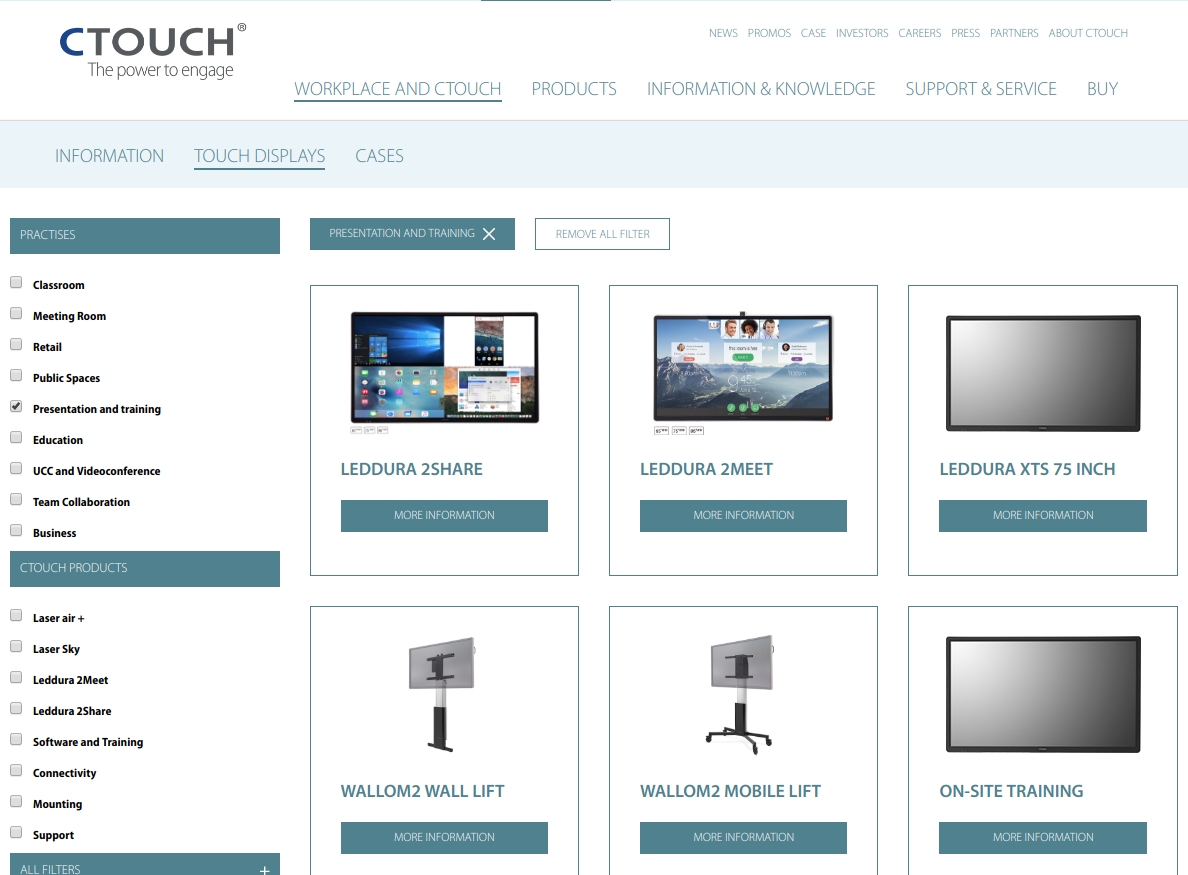 CTOUCH®
The power to engage
NEWS PROMOS CASE INVESTORS CAREERS PRESS PARTNERS ABOUT CTOUCH
WORKPLACE AND CTOUCH PRODUCTS INFORMATION & KNOWLEDGE SUPPORT & SERVICE BUY
INFORMATION TOUCH DISPLAYS CASES
PRACTISES
Classroom
Meeting Room
Retail
Public Spaces
Presentation and training
Education
UCC and Videoconference
Team Collaboration
Business
CTOUCH PRODUCTS
Laser air +
Laser Sky
Leddura 2Meet
Leddura 2Share
Software and Training
Connectivity
Mounting
Support
ALL FILTERS +
PRESENTATION AND TRAINING
REMOVE ALL FILTER
LEDDURA 2SHARE
MORE INFORMATION
LEDDURA 2MEET
MORE INFORMATION
LEDDURA XTS 75 INCH
MORE INFORMATION
WALLOM2 WALL LIFT
MORE INFORMATION
WALLOM2 MOBILE LIFT
MORE INFORMATION
ON-SITE TRAINING
MORE INFORMATION